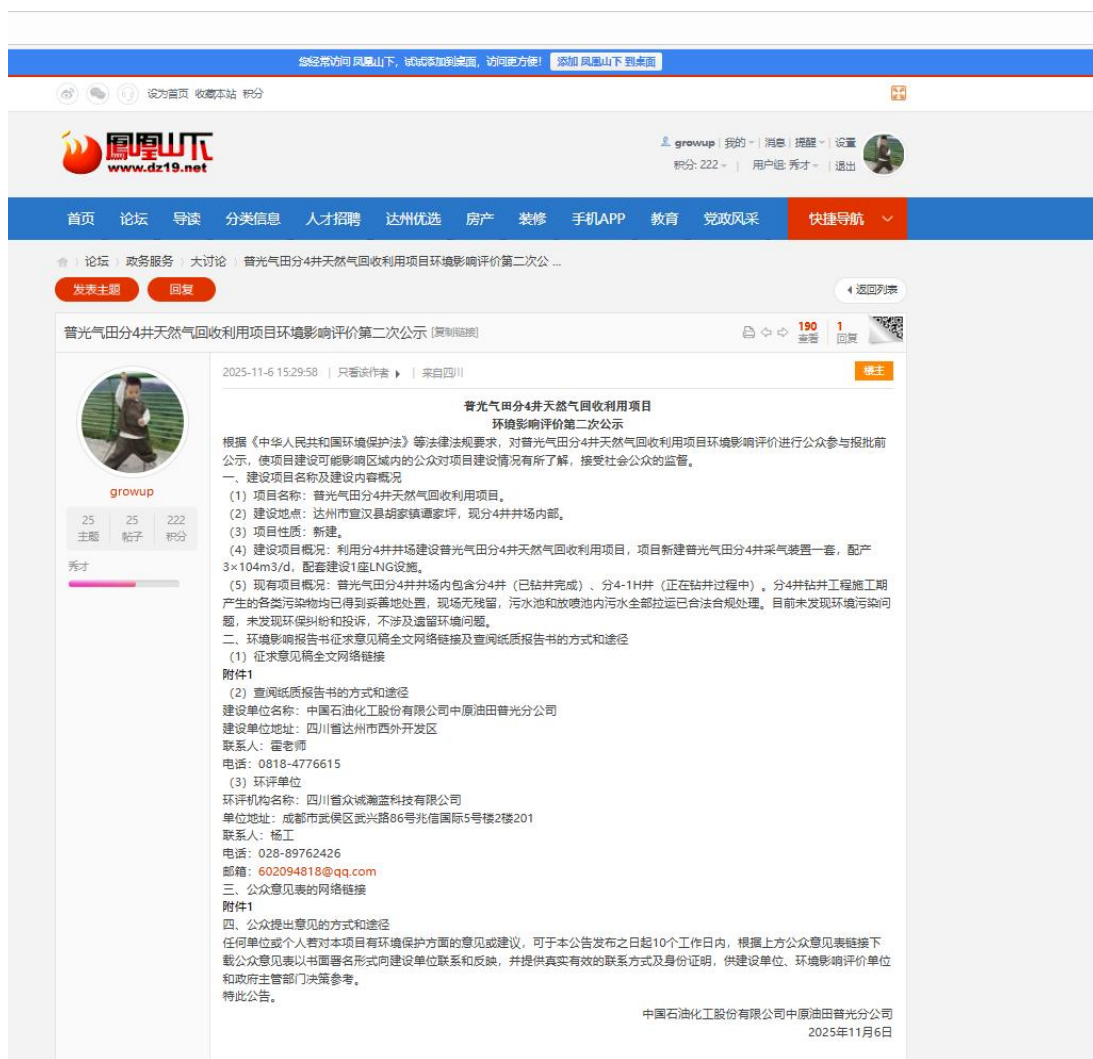 您经常访问 凤凰山下，试试添加到桌面，访问更方便！ 添加 凤凰山下 到桌面
设为首页 收藏本站 积分
鳳凰山下
www.dz19.net
growup | 我的 | 消息 | 提醒 | 设置
积分: 222 | 用户组: 秀才 | 退出
首页 论坛 导读 分类信息 人才招聘 达州优选 房产 装修 手机APP 教育 党政风采 快捷导航
论坛 政务服务 大讨论 普光气田分4井天然气回收利用项目环境影响评价第二次公 ...
发表主题 回复 返回列表
普光气田分4井天然气回收利用项目环境影响评价第二次公示 [复制链接] 190 查看 1 回复
growup
25 主题 25 帖子 222 积分
秀才
2025-11-6 15:29:58 | 只看该作者 | 来自四川 楼主
普光气田分4井天然气回收利用项目
环境影响评价第二次公示
根据《中华人民共和国环境保护法》等法律法规要求，对普光气田分4井天然气回收利用项目环境影响评价进行公众参与报批前
公示，使项目建设可能影响区域内的公众对项目建设情况有所了解，接受社会公众的监督。
一、建设项目名称及建设内容概况
（1）项目名称：普光气田分4井天然气回收利用项目。
（2）建设地点：达州市宣汉县胡家镇谭家坪，现分4井井场内部。
（3）项目性质：新建。
（4）建设项目概况：利用分4井井场建设普光气田分4井天然气回收利用项目，项目新建普光气田分4井采气装置一套，配产
3×104m3/d，配套建设1座LNG设施。
（5）现有项目概况：普光气田分4井井场内包含分4井（已钻井完成）、分4-1H井（正在钻井过程中）。分4井钻井工程施工期
产生的各类污染物均已得到妥善地处置，现场无残留，污水池和放喷池内污水全部拉运已合法合规处理。目前未发现环境污染问
题，未发现环保纠纷和投诉，不涉及遗留环境问题。
二、环境影响报告书征求意见稿全文网络链接及查阅纸质报告书的方式和途径
（1）征求意见稿全文网络链接
附件1
（2）查阅纸质报告书的方式和途径
建设单位名称：中国石油化工股份有限公司中原油田普光分公司
建设单位地址：四川省达州市西外开发区
联系人：霍老师
电话：0818-4776615
（3）环评单位
环评机构名称：四川省众诚瀚蓝科技有限公司
单位地址：成都市武侯区武兴路86号兆信国际5号楼2楼201
联系人：杨工
电话：028-89762426
邮箱：602094818@qq.com
三、公众意见表的网络链接
附件1
四、公众提出意见的方式和途径
任何单位或个人若对本项目有环境保护方面的意见或建议，可于本公告发布之日起10个工作日内，根据上方公众意见表链接下
载公众意见表以书面署名形式向建设单位联系和反映，并提供真实有效的联系方式及身份证明，供建设单位、环境影响评价单位
和政府主管部门决策参考。
特此公告。
中国石油化工股份有限公司中原油田普光分公司
2025年11月6日